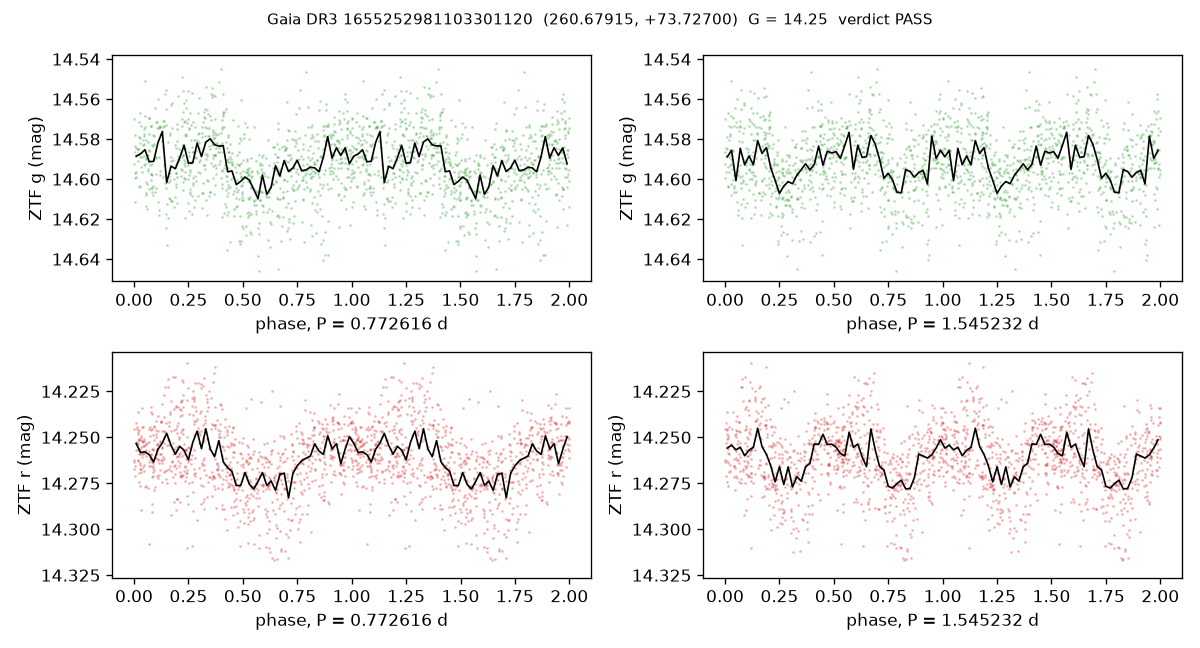 Gaia DR3 1655252981103301120 (260.67915, +73.72700) G = 14.25 verdict PASS
14.54
14.56
14.58
14.60
14.62
14.64
ZTF g (mag)
0.00 0.25 0.50 0.75 1.00 1.25 1.50 1.75 2.00
phase, P = 0.772616 d
14.54
14.56
14.58
14.60
14.62
14.64
ZTF g (mag)
0.00 0.25 0.50 0.75 1.00 1.25 1.50 1.75 2.00
phase, P = 1.545232 d
14.225
14.250
14.275
14.300
14.325
ZTF r (mag)
0.00 0.25 0.50 0.75 1.00 1.25 1.50 1.75 2.00
phase, P = 0.772616 d
14.225
14.250
14.275
14.300
14.325
ZTF r (mag)
0.00 0.25 0.50 0.75 1.00 1.25 1.50 1.75 2.00
phase, P = 1.545232 d